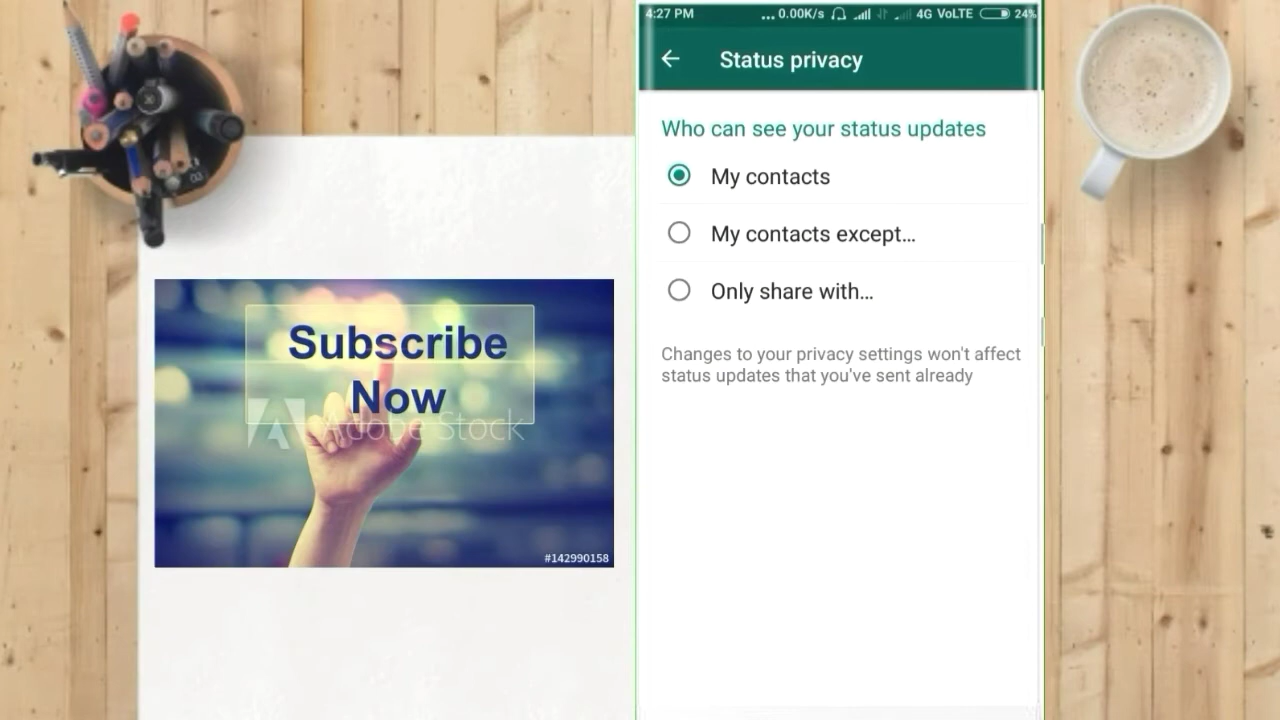 4:27 PM ... 0.00K/s 4G VoLTE 24%
Status privacy
Who can see your status updates
My contacts
My contacts except...
Only share with...
Changes to your privacy settings won't affect
status updates that you've sent already
Subscribe
Now
Adobe Stock
#142990158